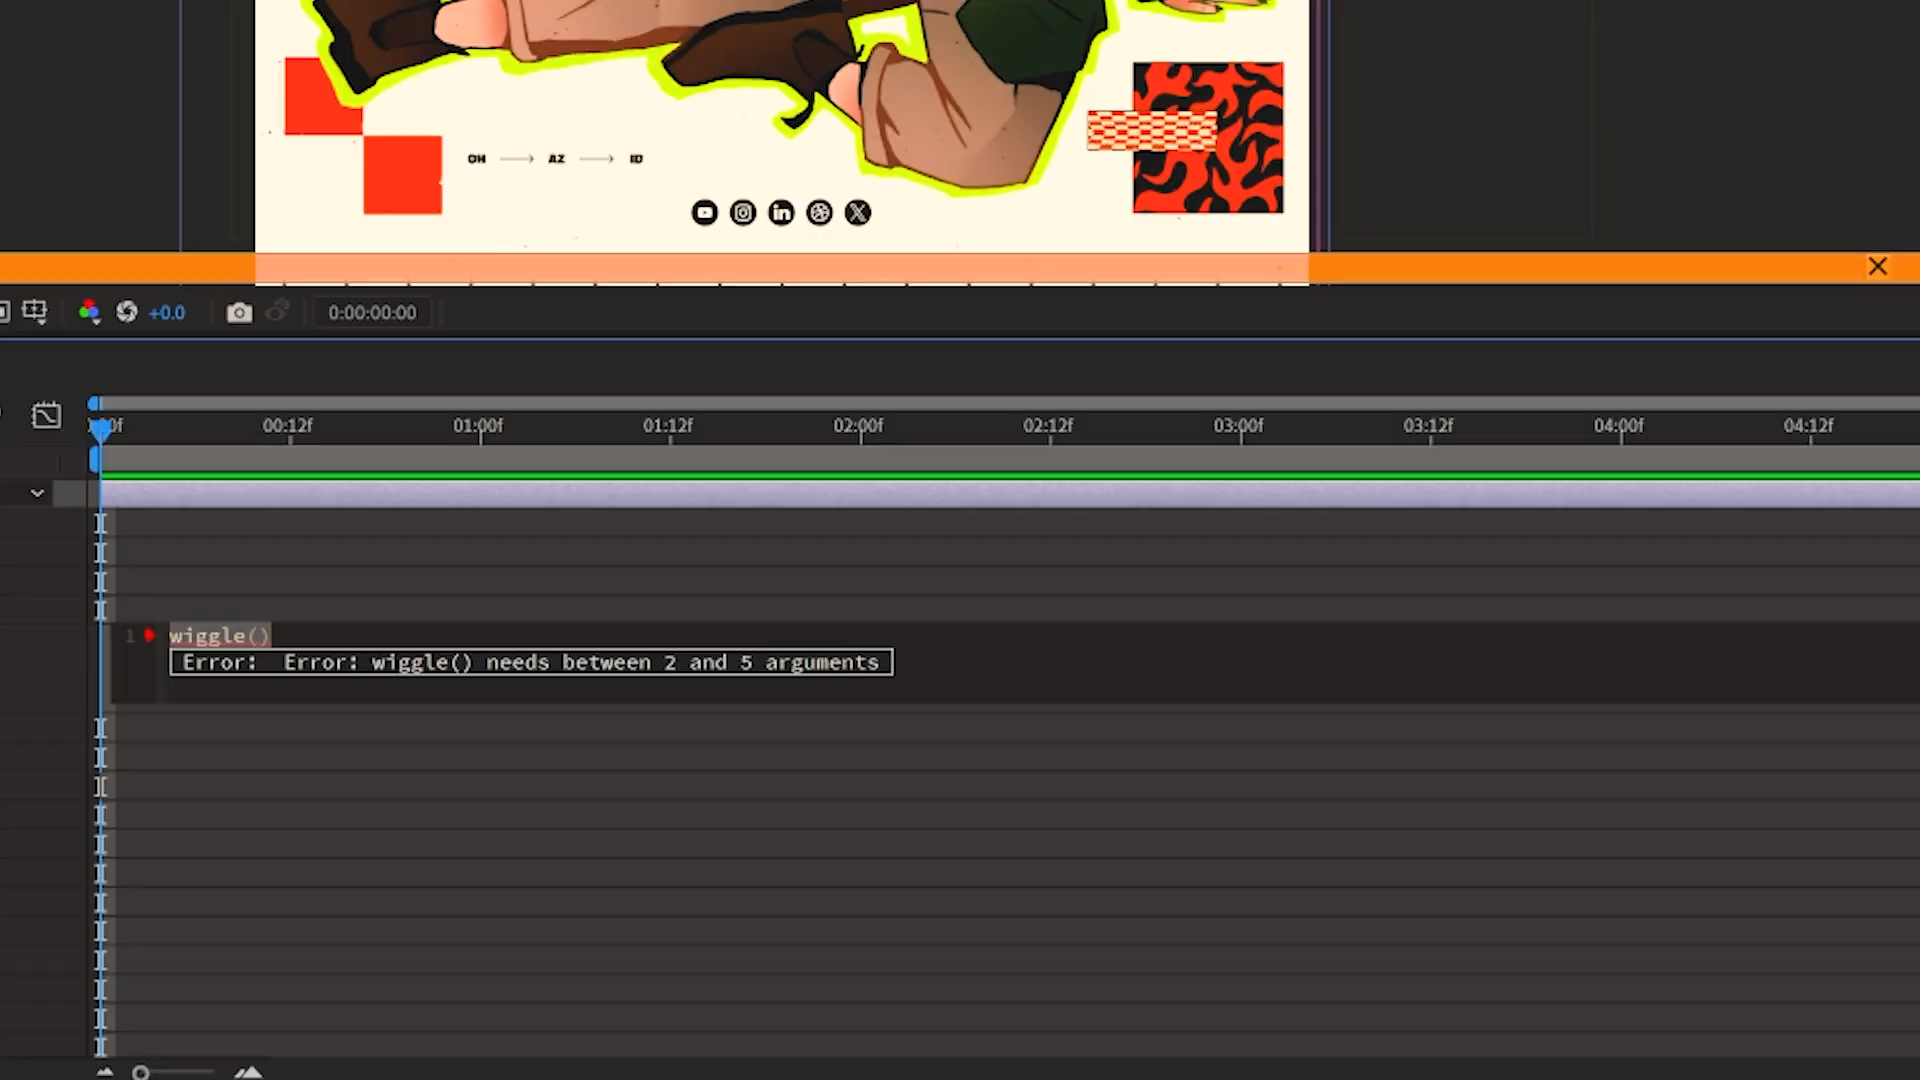 OH AZ ID
in X
+0.0 0:00:00:00
00f 00:12f 01:00f 01:12f 02:00f 02:12f 03:00f 03:12f 04:00f 04:12f
1 wiggle()
Error: Error: wiggle() needs between 2 and 5 arguments